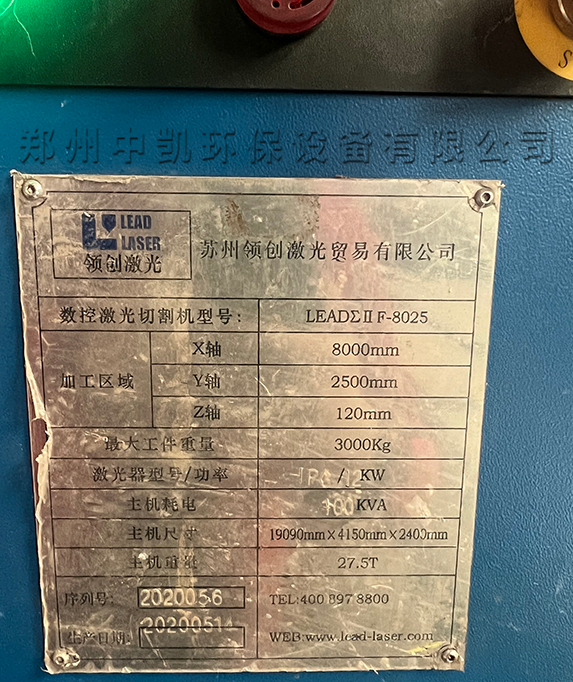 S
郑州中凯环保设备有限公司
LEAD
LASER
领创激光
苏州领创激光贸易有限公司
数控激光切割机型号: LEADΣⅡF-8025
加工区域
X轴 8000mm
Y轴 2500mm
Z轴 120mm
最大工件重量 3000Kg
激光器型号/功率 / KW
主机耗电 100KVA
主机尺寸 19090mm×4150mm×2400mm
主机重量 27.5T
序列号: 2020056 TEL:400 897 8800
生产日期: 20200514 WEB:www.lead-laser.com